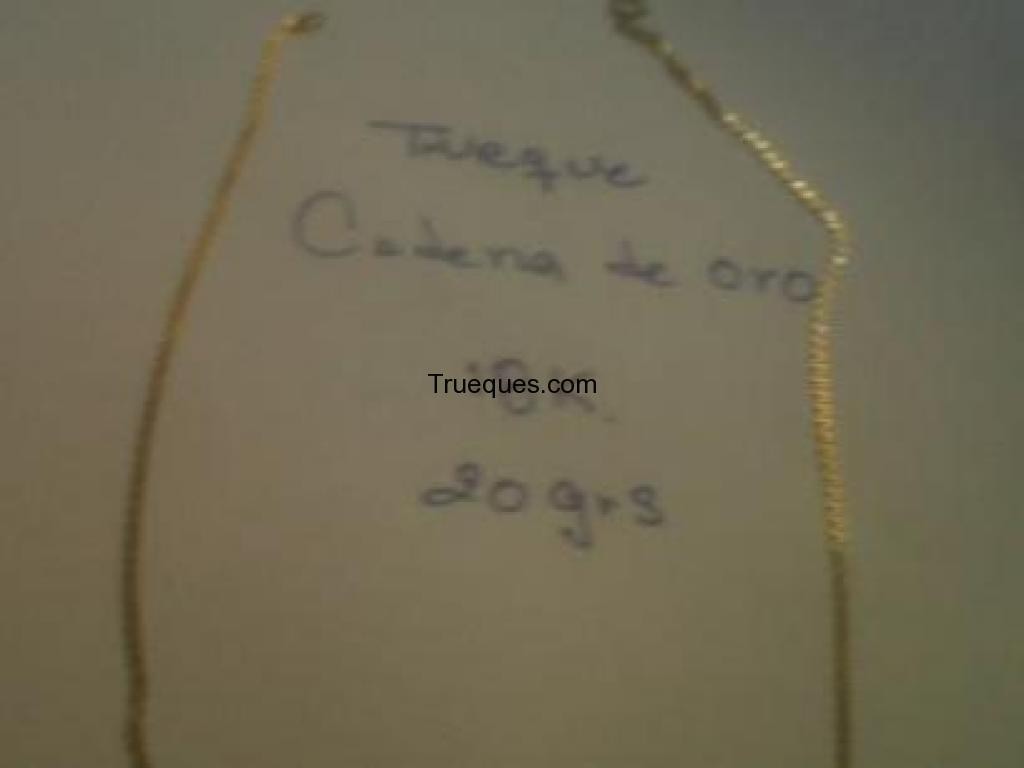 Trueque
Cadena de oro
Trueques.com
20 grs